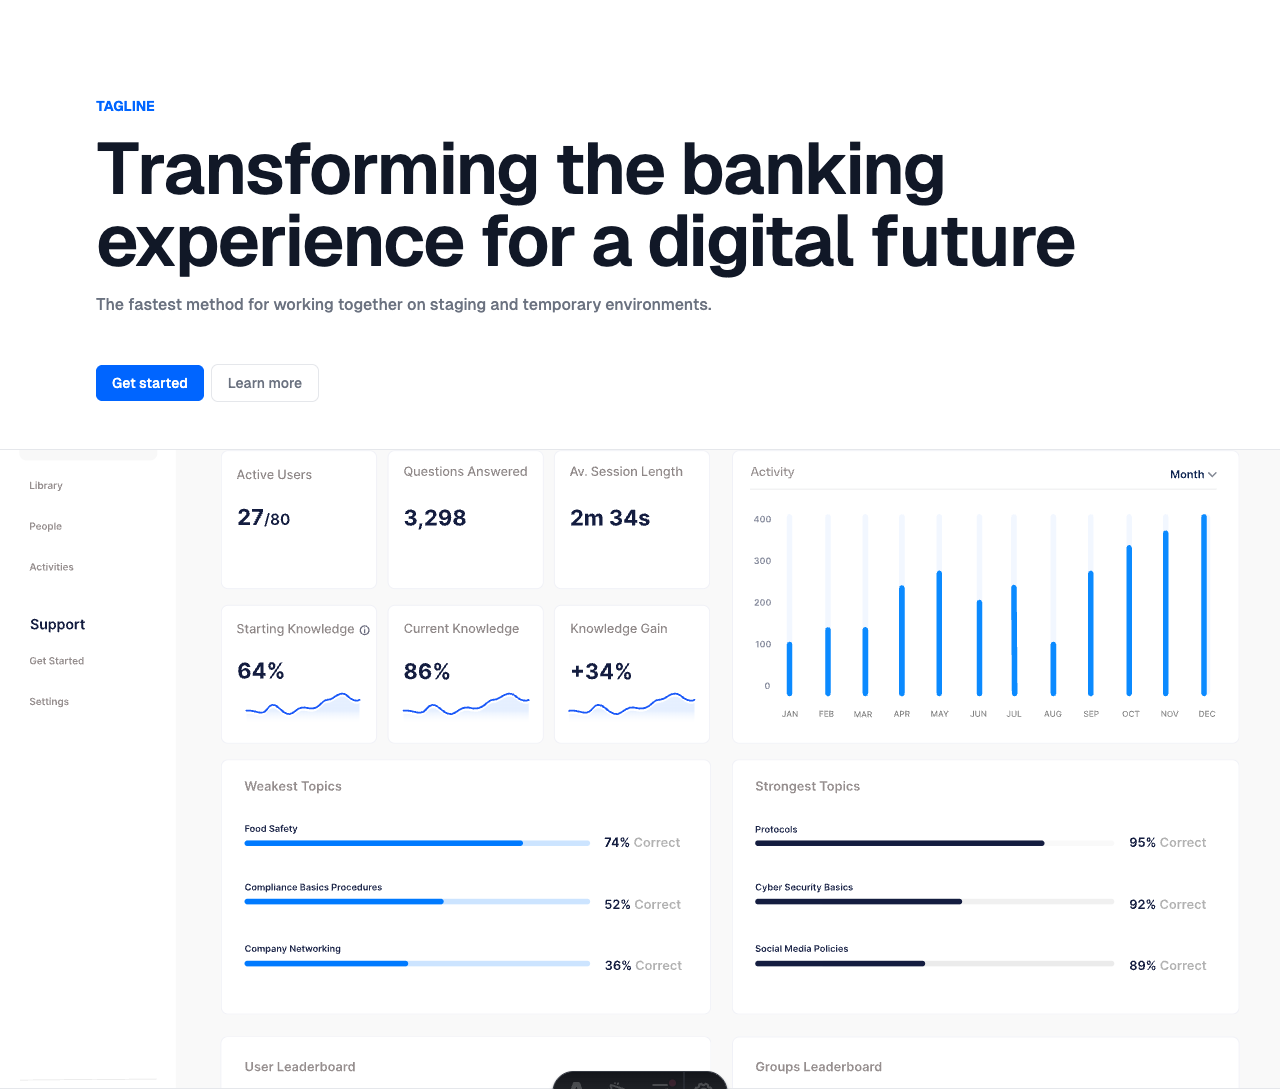 TAGLINE
Transforming the banking
experience for a digital future
The fastest method for working together on staging and temporary environments.
Get started
Learn more
Library
People
Activities
Support
Get Started
Settings
Active Users
27/80
Questions Answered
3,298
Av. Session Length
2m 34s
Starting Knowledge
64%
Current Knowledge
86%
Knowledge Gain
+34%
Activity
Month
400
300
200
100
0
JAN FEB MAR APR MAY JUN JUL AUG SEP OCT NOV DEC
Weakest Topics
Food Safety
74% Correct
Compliance Basics Procedures
52% Correct
Company Networking
36% Correct
Strongest Topics
Protocols
95% Correct
Cyber Security Basics
92% Correct
Social Media Policies
89% Correct
User Leaderboard
Groups Leaderboard